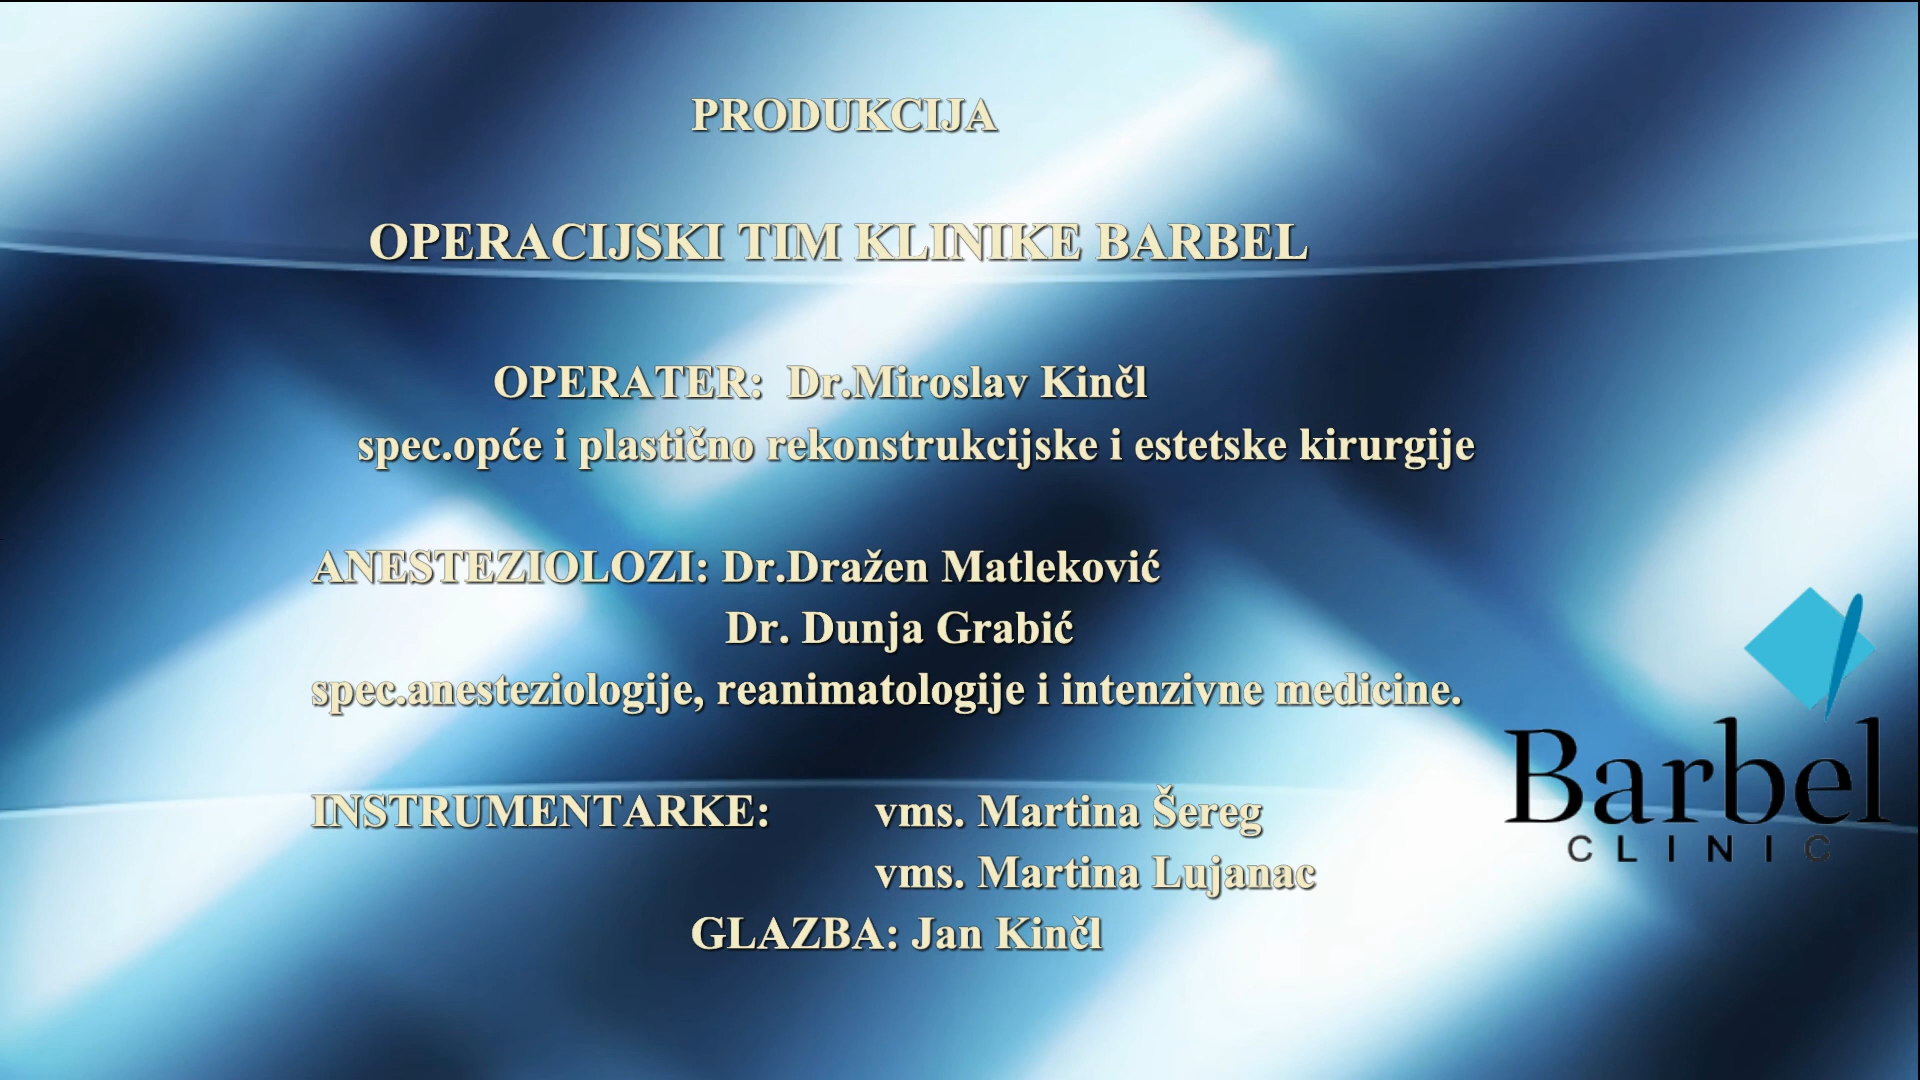 PRODUKCIJA
OPERACIJSKI TIM KLINIKE BARBEL
OPERATER: Dr.Miroslav Kinčl
spec.opće i plastično rekonstrukcijske i estetske kirurgije
ANESTEZIOLOZI: Dr.Dražen Matleković
Dr. Dunja Grabić
spec.anesteziologije, reanimatologije i intenzivne medicine.
INSTRUMENTARKE: vms. Martina Šereg
vms. Martina Lujanac
GLAZBA: Jan Kinčl
Barbel
CLINIC